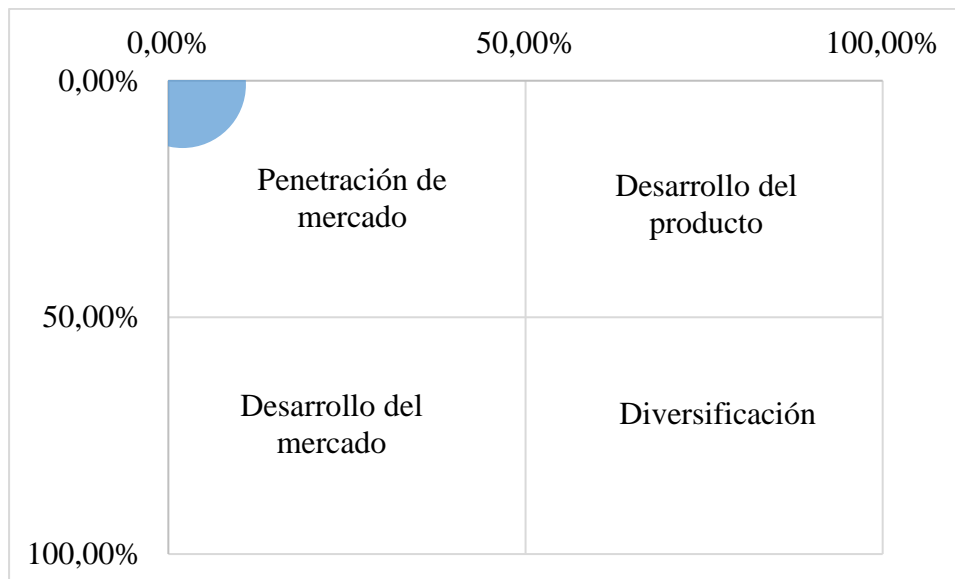 0,00%
50,00%
100,00%
0,00%
Penetración de
mercado
Desarrollo del
producto
50,00%
Desarrollo del
mercado
Diversificación
100,00%